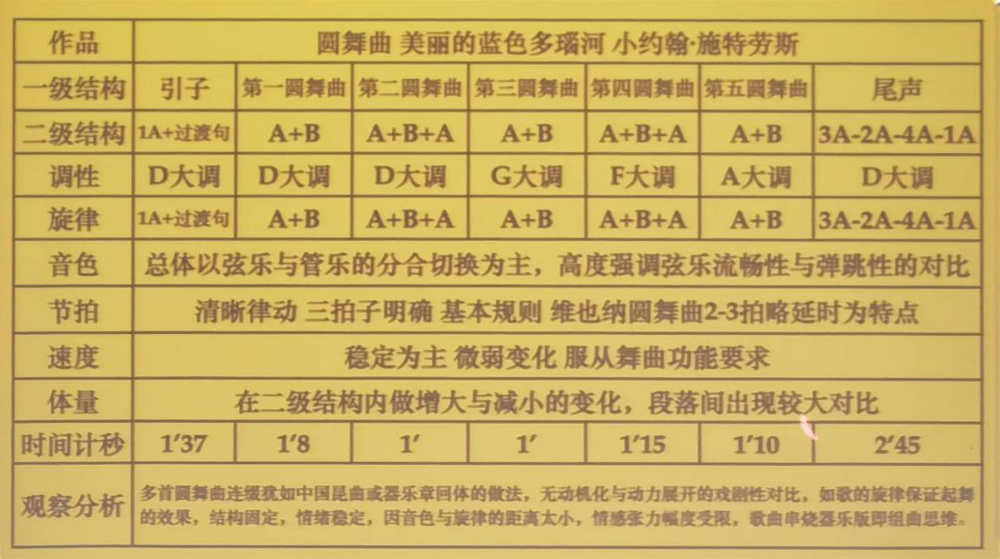 作品 圆舞曲 美丽的蓝色多瑙河 小约翰·施特劳斯
一级结构 引子 第一圆舞曲 第二圆舞曲 第三圆舞曲 第四圆舞曲 第五圆舞曲 尾声
二级结构 1A+过渡句 A+B A+B+A A+B A+B+A A+B 3A-2A-4A-1A
调性 D大调 D大调 D大调 G大调 F大调 A大调 D大调
旋律 1A+过渡句 A+B A+B+A A+B A+B+A A+B 3A-2A-4A-1A
音色 总体以弦乐与管乐的分合切换为主，高度强调弦乐流畅性与弹跳性的对比
节拍 清晰律动 三拍子明确 基本规则 维也纳圆舞曲2-3拍略延时为特点
速度 稳定为主 微弱变化 服从舞曲功能要求
体量 在二级结构内做增大与减小的变化，段落间出现较大对比
时间计秒 1′37 1′8 1′ 1′ 1′15 1′10 2′45
观察分析 多首圆舞曲连缀犹如中国昆曲或器乐章回体的做法，无动机化与动力展开的戏剧性对比，如歌的旋律保证起舞
的效果，结构固定，情绪稳定，因音色与旋律的距离太小，情感张力幅度受限，歌曲串烧器乐版即组曲思维。